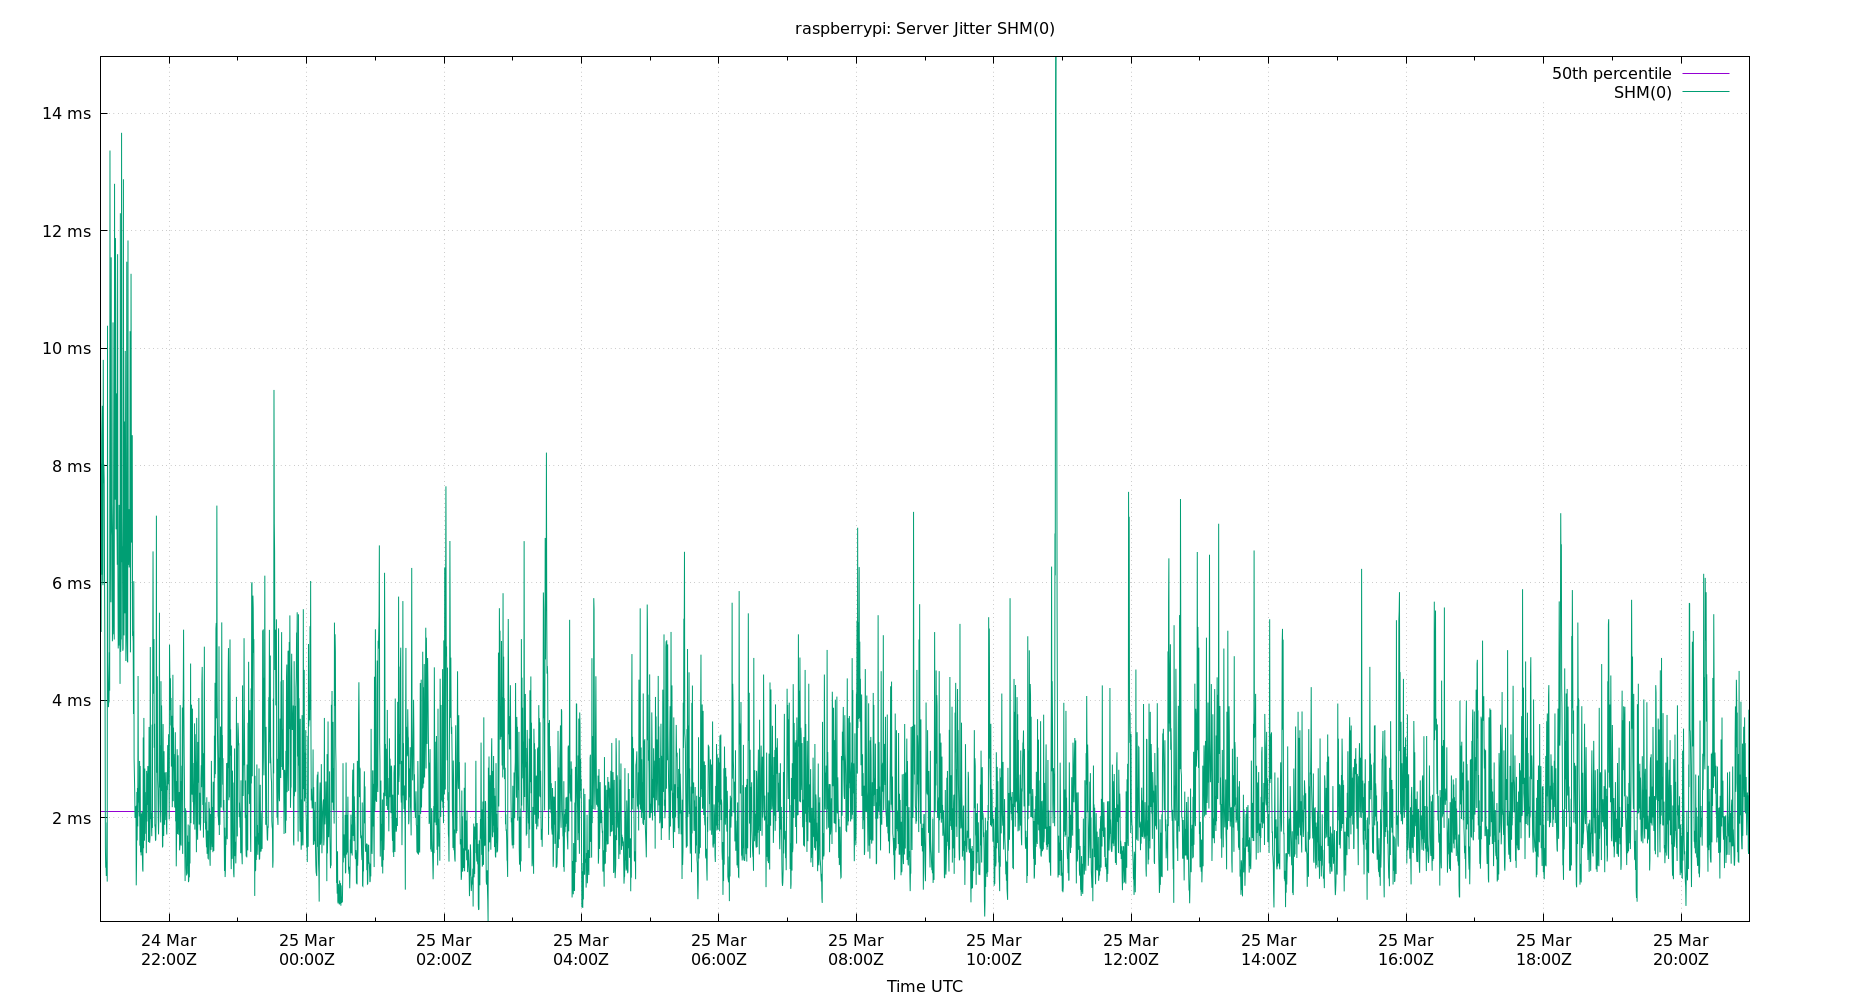 raspberrypi: Server Jitter SHM(0)
50th percentile
SHM(0)
14 ms
12 ms
10 ms
8 ms
6 ms
4 ms
2 ms
24 Mar 25 Mar 25 Mar 25 Mar 25 Mar 25 Mar 25 Mar 25 Mar 25 Mar 25 Mar 25 Mar 25 Mar
22:00Z 00:00Z 02:00Z 04:00Z 06:00Z 08:00Z 10:00Z 12:00Z 14:00Z 16:00Z 18:00Z 20:00Z
Time UTC